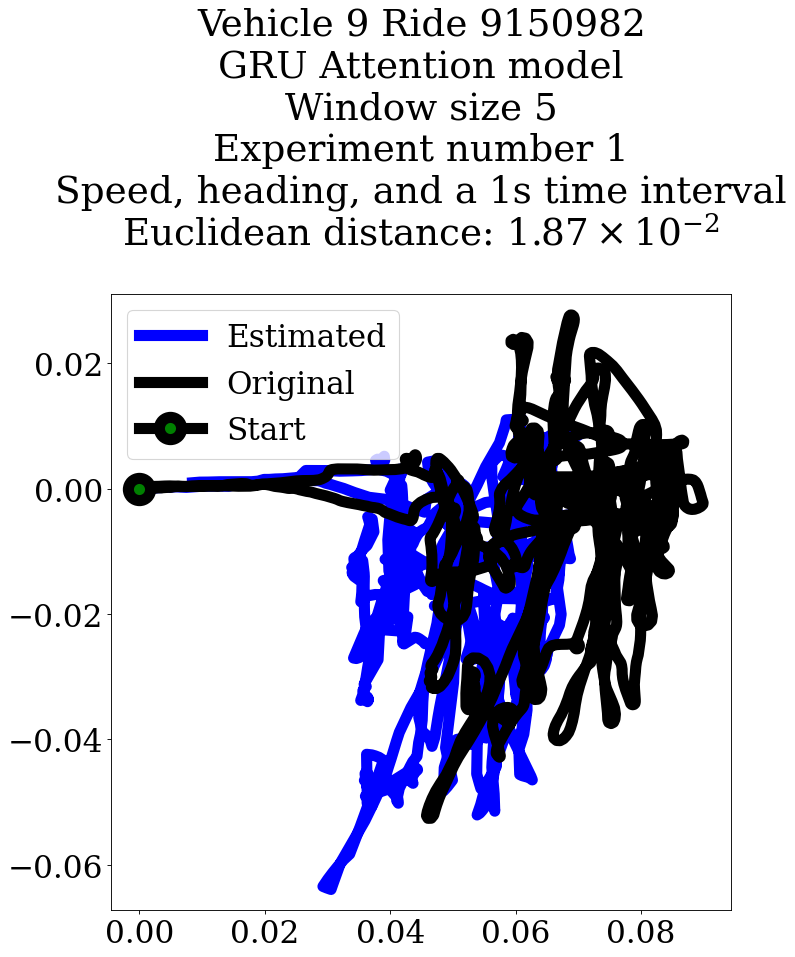 Vehicle 9 Ride 9150982
GRU Attention model
Window size 5
Experiment number 1
Speed, heading, and a 1s time interval
Euclidean distance: 1.87 × 10⁻²
Estimated
Original
Start
0.02
0.00
−0.02
−0.04
−0.06
0.00 0.02 0.04 0.06 0.08